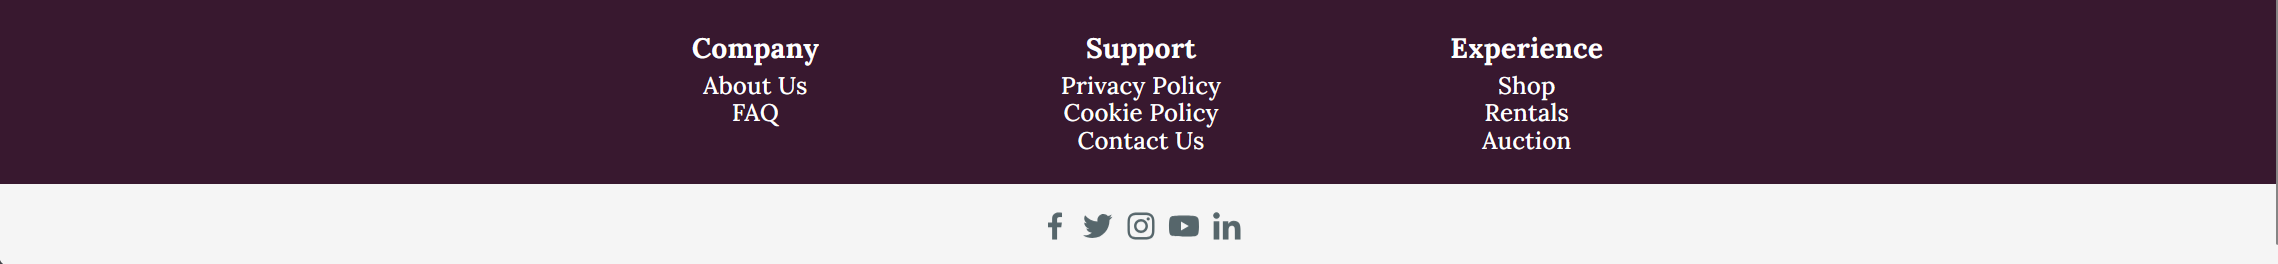 Company
About Us
FAQ
Support
Privacy Policy
Cookie Policy
Contact Us
Experience
Shop
Rentals
Auction